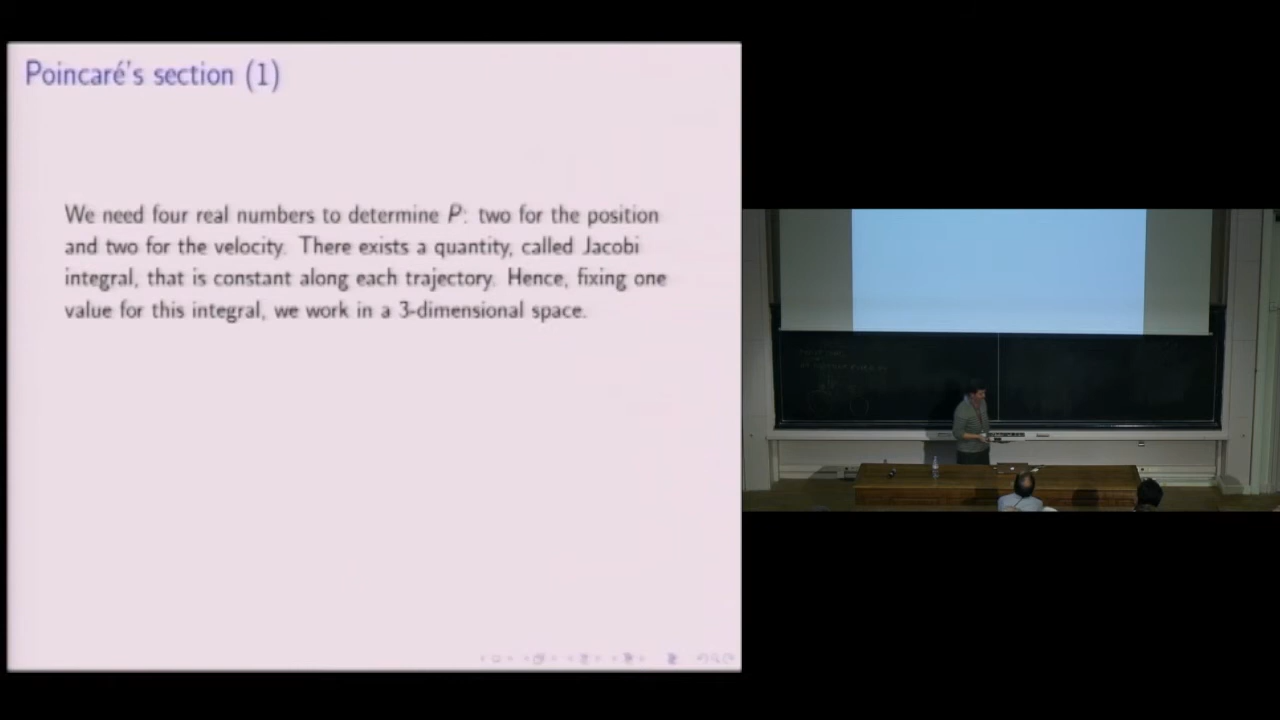 Poincaré's section (1)
We need four real numbers to determine P: two for the position
and two for the velocity. There exists a quantity, called Jacobi
integral, that is constant along each trajectory. Hence, fixing one
value for this integral, we work in a 3-dimensional space.